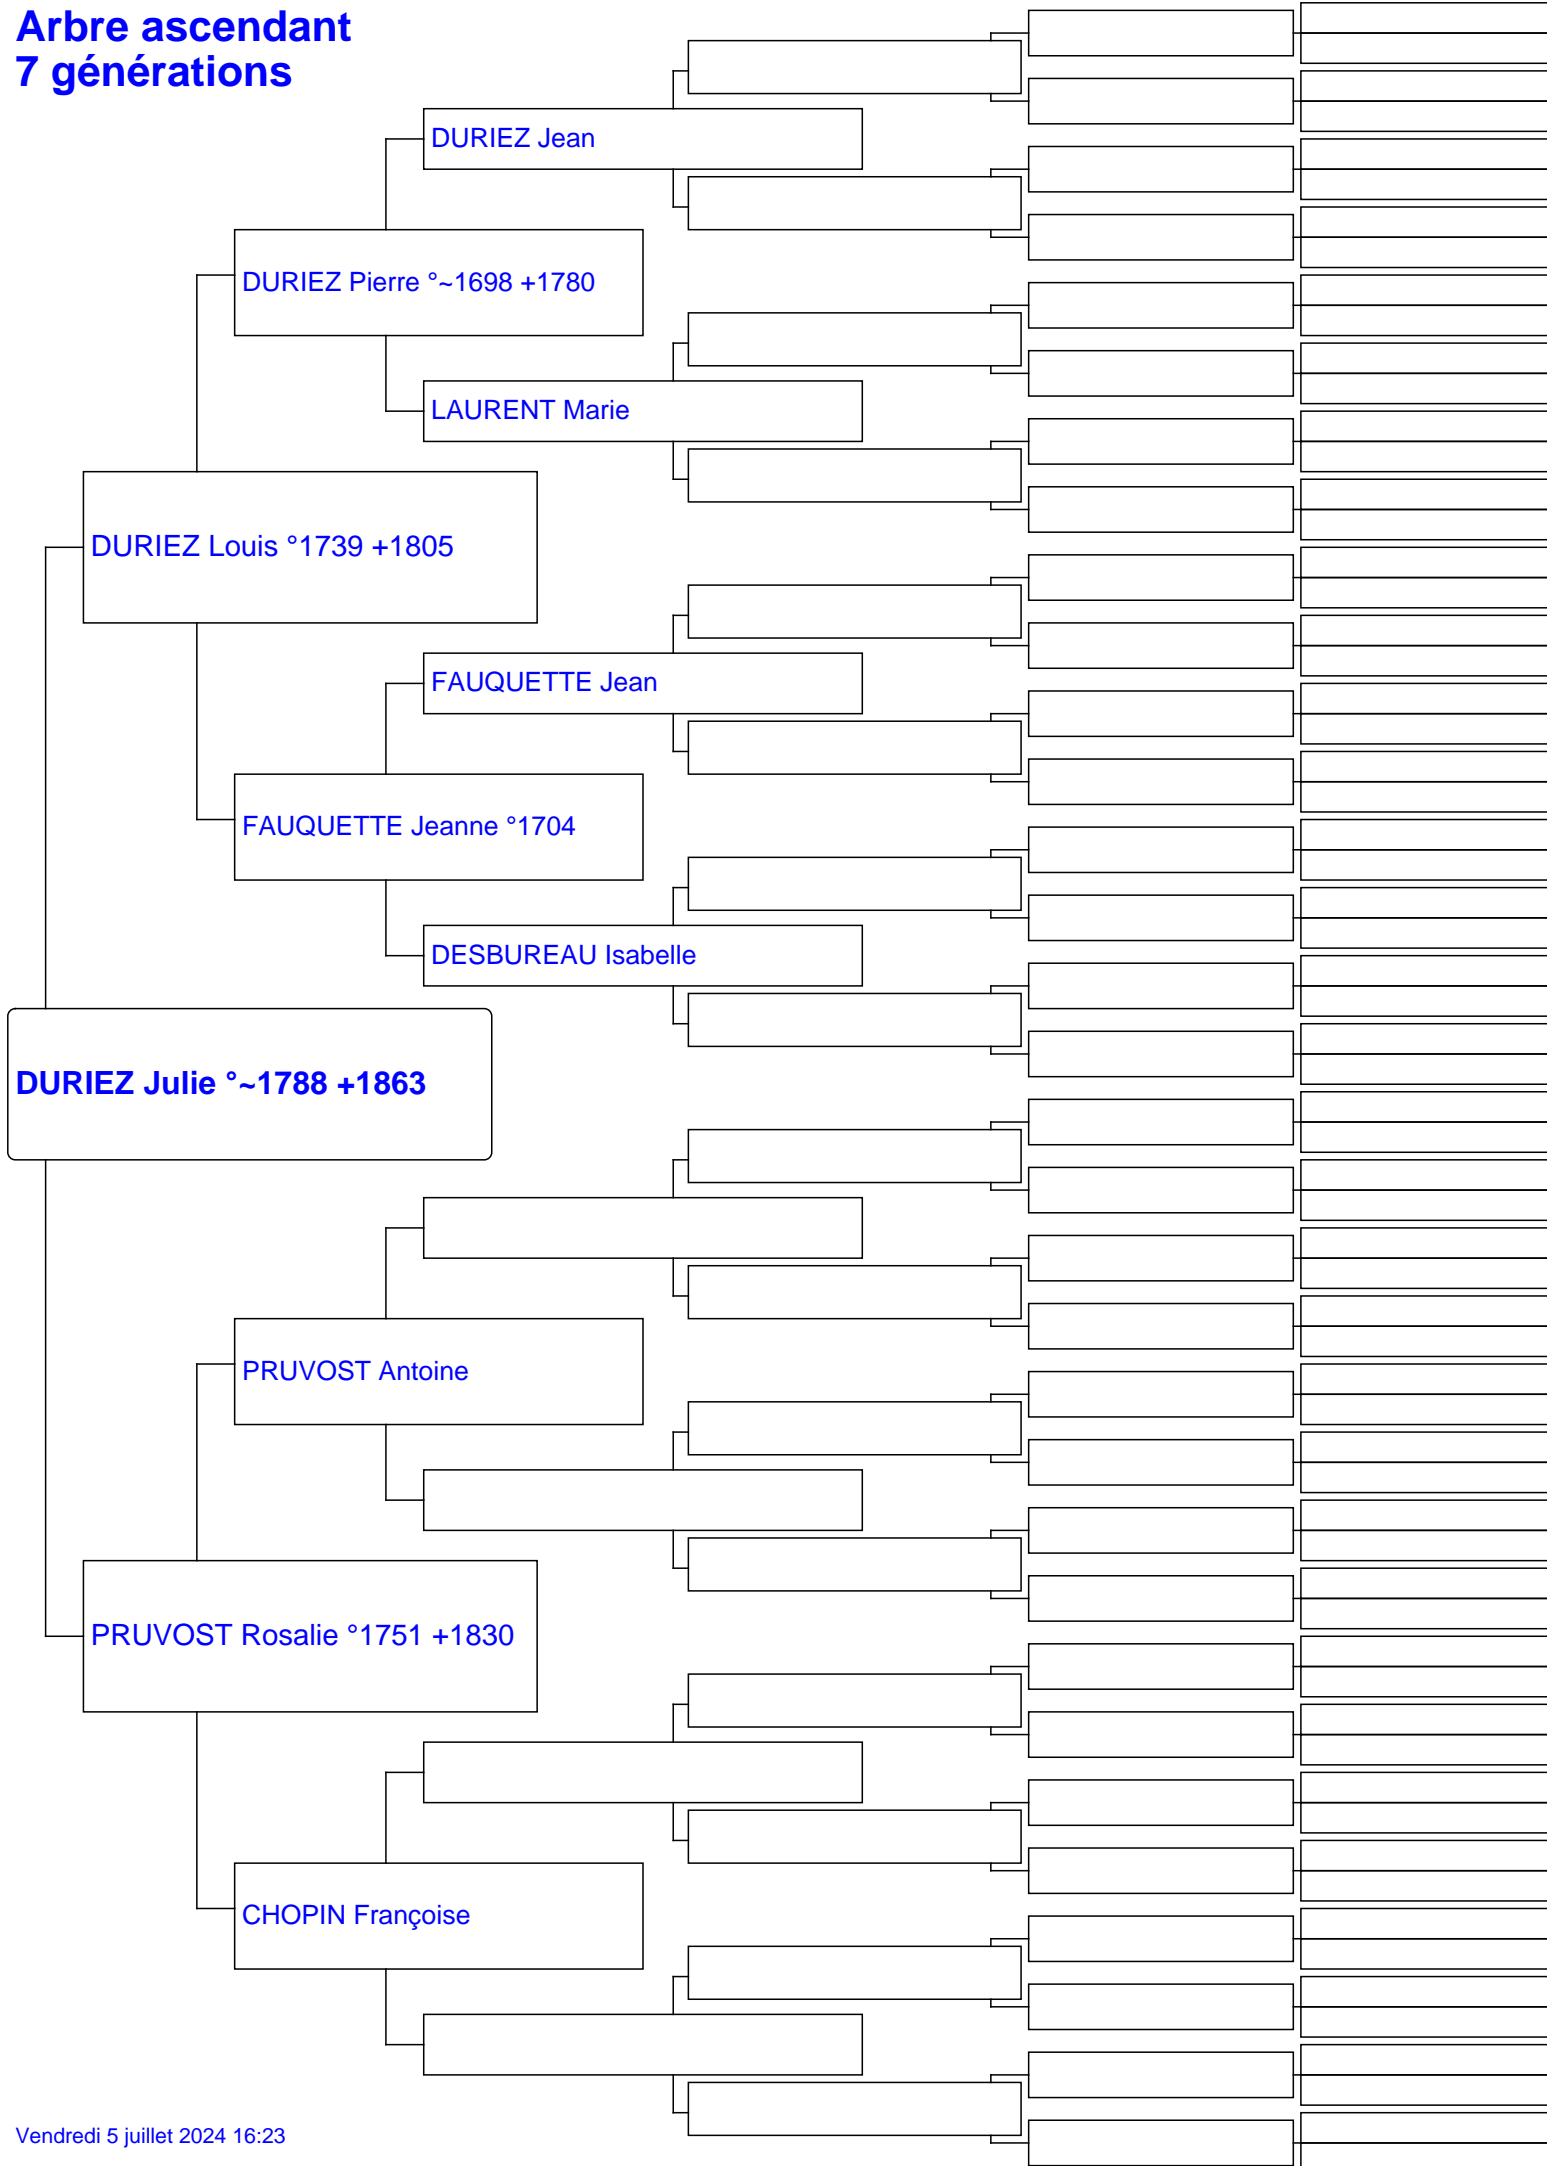 Arbre ascendant
7 générations
DURIEZ Jean
DURIEZ Pierre °~1698 +1780
LAURENT Marie
DURIEZ Louis °1739 +1805
FAUQUETTE Jean
FAUQUETTE Jeanne °1704
DESBUREAU Isabelle
DURIEZ Julie °~1788 +1863
PRUVOST Antoine
PRUVOST Rosalie °1751 +1830
CHOPIN Françoise
Vendredi 5 juillet 2024 16:23